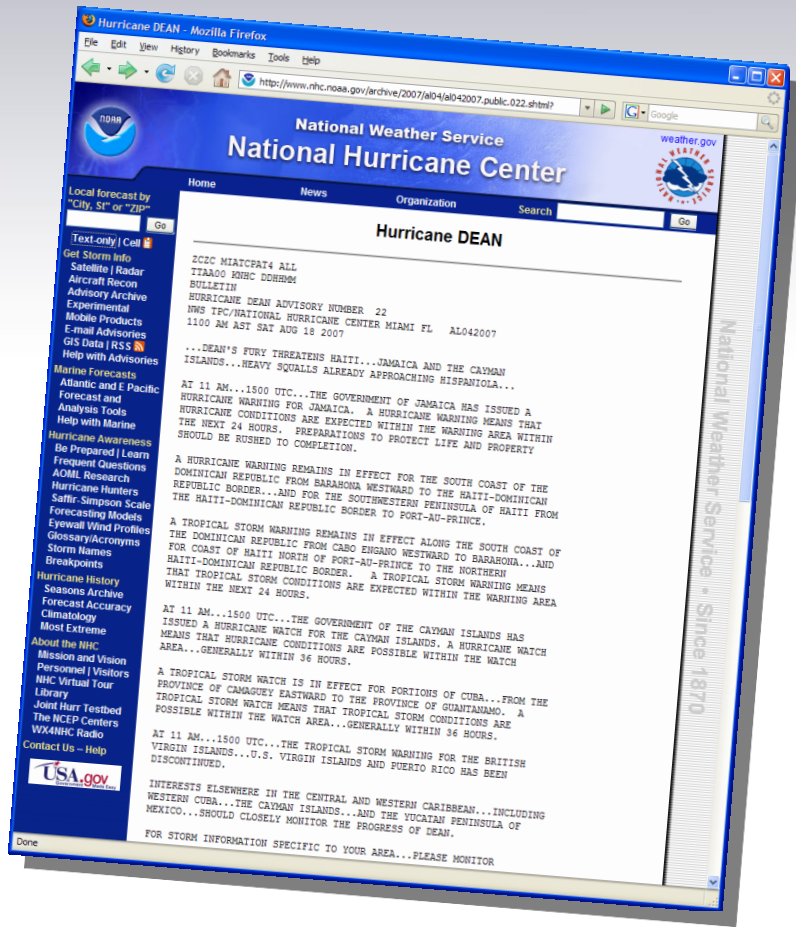 Hurricane DEAN - Mozilla Firefox
File Edit View History Bookmarks Tools Help
http://www.nhc.noaa.gov/archive/2007/al04/al042007.public.022.shtml?
Google
NOAA
National Weather Service
National Hurricane Center
weather.gov
NATIONAL WEATHER SERVICE
Home News Organization Search Go
Local forecast by
"City, St" or "ZIP"
Go
Text-only | Cell
Get Storm Info
Satellite | Radar
Aircraft Recon
Advisory Archive
Experimental
Mobile Products
E-mail Advisories
GIS Data | RSS
Help with Advisories
Marine Forecasts
Atlantic and E Pacific
Forecast and
Analysis Tools
Help with Marine
Hurricane Awareness
Be Prepared | Learn
Frequent Questions
AOML Research
Hurricane Hunters
Saffir-Simpson Scale
Forecasting Models
Eyewall Wind Profiles
Glossary/Acronyms
Storm Names
Breakpoints
Hurricane History
Seasons Archive
Forecast Accuracy
Climatology
Most Extreme
About the NHC
Mission and Vision
Personnel | Visitors
NHC Virtual Tour
Library
Joint Hurr Testbed
The NCEP Centers
WX4NHC Radio
Contact Us – Help
USA.gov
Government Made Easy
Hurricane DEAN
ZCZC MIATCPAT4 ALL
TTAA00 KNHC DDHHMM
BULLETIN
HURRICANE DEAN ADVISORY NUMBER 22
NWS TPC/NATIONAL HURRICANE CENTER MIAMI FL AL042007
1100 AM AST SAT AUG 18 2007
...DEAN'S FURY THREATENS HAITI...JAMAICA AND THE CAYMAN
ISLANDS...HEAVY SQUALLS ALREADY APPROACHING HISPANIOLA...
AT 11 AM...1500 UTC...THE GOVERNMENT OF JAMAICA HAS ISSUED A
HURRICANE WARNING FOR JAMAICA. A HURRICANE WARNING MEANS THAT
HURRICANE CONDITIONS ARE EXPECTED WITHIN THE WARNING AREA WITHIN
THE NEXT 24 HOURS. PREPARATIONS TO PROTECT LIFE AND PROPERTY
SHOULD BE RUSHED TO COMPLETION.
A HURRICANE WARNING REMAINS IN EFFECT FOR THE SOUTH COAST OF THE
DOMINICAN REPUBLIC FROM BARAHONA WESTWARD TO THE HAITI-DOMINICAN
REPUBLIC BORDER...AND FOR THE SOUTHWESTERN PENINSULA OF HAITI FROM
THE HAITI-DOMINICAN REPUBLIC BORDER TO PORT-AU-PRINCE.
A TROPICAL STORM WARNING REMAINS IN EFFECT ALONG THE SOUTH COAST OF
THE DOMINICAN REPUBLIC FROM CABO ENGANO WESTWARD TO BARAHONA...AND
FOR COAST OF HAITI NORTH OF PORT-AU-PRINCE TO THE NORTHERN
HAITI-DOMINICAN REPUBLIC BORDER. A TROPICAL STORM WARNING MEANS
THAT TROPICAL STORM CONDITIONS ARE EXPECTED WITHIN THE WARNING AREA
WITHIN THE NEXT 24 HOURS.
AT 11 AM...1500 UTC...THE GOVERNMENT OF THE CAYMAN ISLANDS HAS
ISSUED A HURRICANE WATCH FOR THE CAYMAN ISLANDS. A HURRICANE WATCH
MEANS THAT HURRICANE CONDITIONS ARE POSSIBLE WITHIN THE WATCH
AREA...GENERALLY WITHIN 36 HOURS.
A TROPICAL STORM WATCH IS IN EFFECT FOR PORTIONS OF CUBA...FROM THE
PROVINCE OF CAMAGUEY EASTWARD TO THE PROVINCE OF GUANTANAMO. A
TROPICAL STORM WATCH MEANS THAT TROPICAL STORM CONDITIONS ARE
POSSIBLE WITHIN THE WATCH AREA...GENERALLY WITHIN 36 HOURS.
AT 11 AM...1500 UTC...THE TROPICAL STORM WARNING FOR THE BRITISH
VIRGIN ISLANDS...U.S. VIRGIN ISLANDS AND PUERTO RICO HAS BEEN
DISCONTINUED.
INTERESTS ELSEWHERE IN THE CENTRAL AND WESTERN CARIBBEAN...INCLUDING
WESTERN CUBA...THE CAYMAN ISLANDS...AND THE YUCATAN PENINSULA OF
MEXICO...SHOULD CLOSELY MONITOR THE PROGRESS OF DEAN.
FOR STORM INFORMATION SPECIFIC TO YOUR AREA...PLEASE MONITOR
National Weather Service • Since 1870
Done